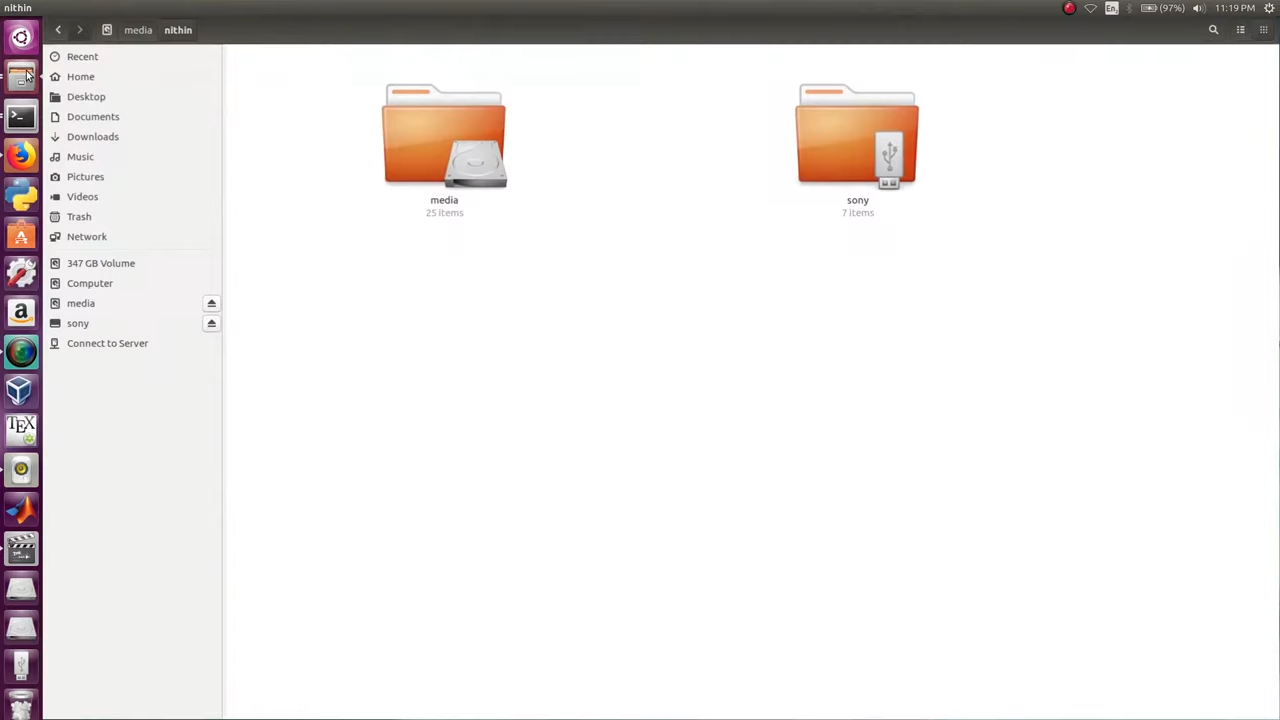 nithin
En2
(97%)
11:19 PM
media
nithin
Recent
Home
Desktop
Documents
Downloads
Music
Pictures
Videos
Trash
Network
347 GB Volume
Computer
media
sony
Connect to Server
media
25 items
sony
7 items
>_
A
a
TEX